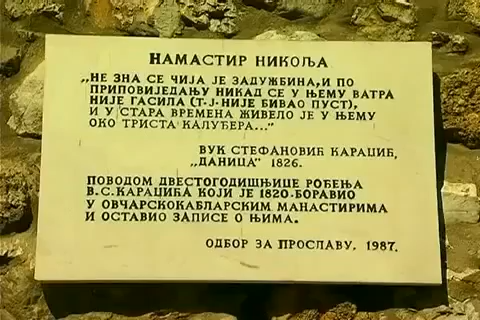 НАМАСТИР НИКОЉА
„НЕ ЗНА СЕ ЧИЈА ЈЕ ЗАДУЖБИНА, И ПО
ПРИПОВИЈЕДАЊУ НИКАД СЕ У ЊЕМУ ВАТРА
НИЈЕ ГАСИЛА (Т.Ј. НИЈЕ БИВАО ПУСТ),
И У СТАРА ВРЕМЕНА ЖИВЕЛО ЈЕ У ЊЕМУ
ОКО ТРИСТА КАЛУЂЕРА..."
ВУК СТЕФАНОВИЋ КАРАЏИЋ,
„ДАНИЦА" 1826.
ПОВОДОМ ДВЕСТОГОДИШЊИЦЕ РОЂЕЊА
В.С. КАРАЏИЋА КОЈИ ЈЕ 1820. БОРАВИО
У ОВЧАРСКОКАБЛАРСКИМ МАНАСТИРИМА
И ОСТАВИО ЗАПИСЕ О ЊИМА.
ОДБОР ЗА ПРОСЛАВУ. 1987.